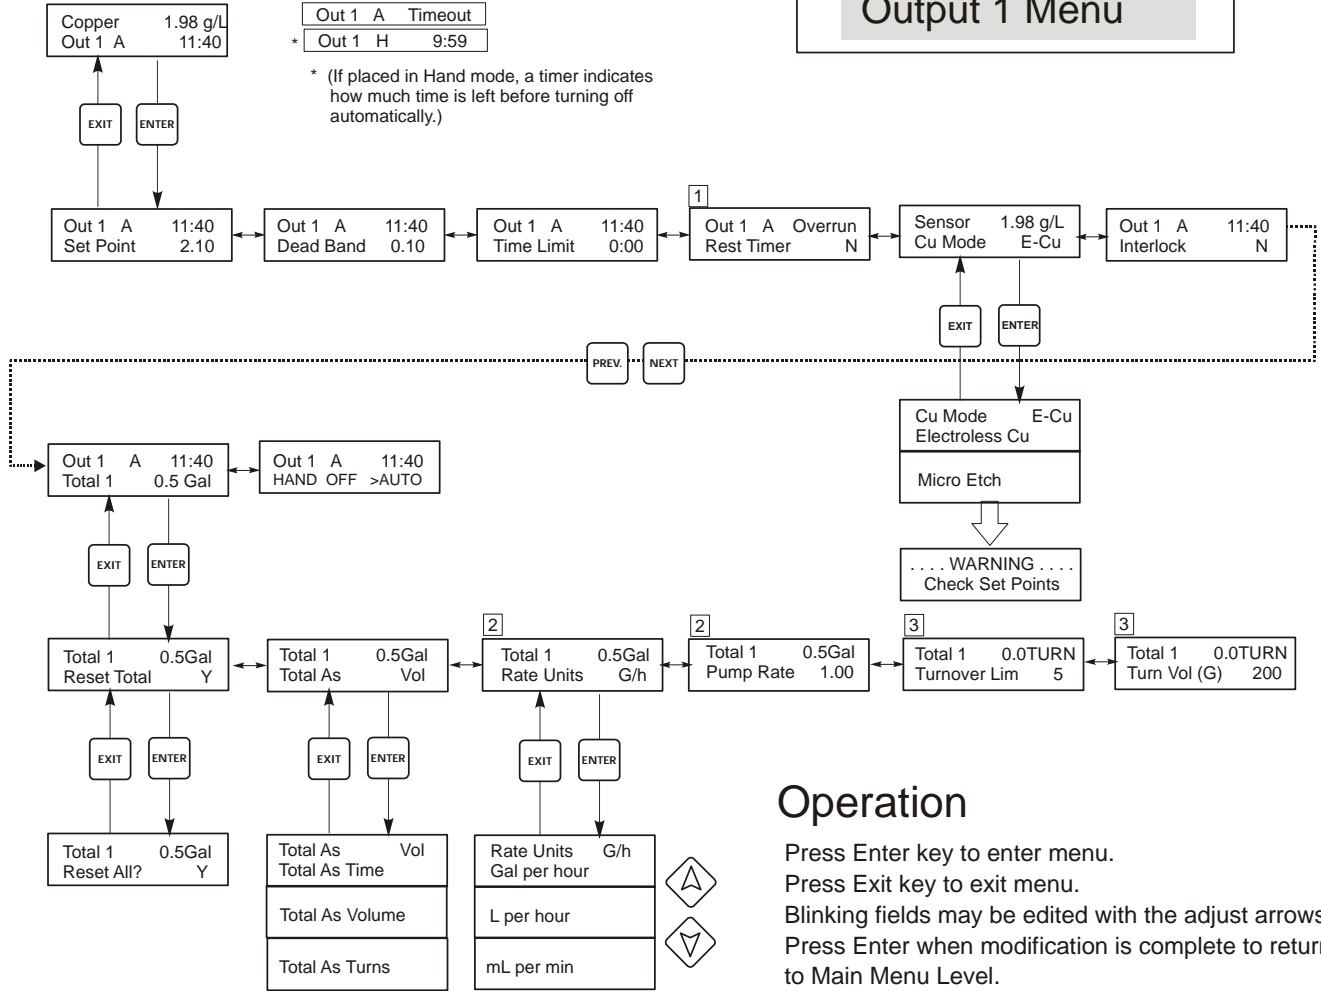 Output 1 Menu
Copper 1.98 g/L
Out 1 A 11:40
Out 1 A Timeout
* Out 1 H 9:59
* (If placed in Hand mode, a timer indicates
how much time is left before turning off
automatically.)
EXIT ENTER
1
Out 1 A 11:40
Set Point 2.10
Out 1 A 11:40
Dead Band 0.10
Out 1 A 11:40
Time Limit 0:00
Out 1 A Overrun
Rest Timer N
Sensor 1.98 g/L
Cu Mode E-Cu
Out 1 A 11:40
Interlock N
EXIT ENTER
PREV. NEXT
Cu Mode E-Cu
Electroless Cu
Micro Etch
. . . . WARNING . . . .
Check Set Points
Out 1 A 11:40
Total 1 0.5 Gal
Out 1 A 11:40
HAND OFF >AUTO
EXIT ENTER
2
2
3
3
Total 1 0.5Gal
Reset Total Y
Total 1 0.5Gal
Total As Vol
Total 1 0.5Gal
Rate Units G/h
Total 1 0.5Gal
Pump Rate 1.00
Total 1 0.0TURN
Turnover Lim 5
Total 1 0.0TURN
Turn Vol (G) 200
EXIT ENTER
EXIT ENTER
EXIT ENTER
Total 1 0.5Gal
Reset All? Y
Total As Vol
Total As Time
Total As Volume
Total As Turns
Rate Units G/h
Gal per hour
L per hour
mL per min
Operation
Press Enter key to enter menu.
Press Exit key to exit menu.
Blinking fields may be edited with the adjust arrows
Press Enter when modification is complete to return
to Main Menu Level.